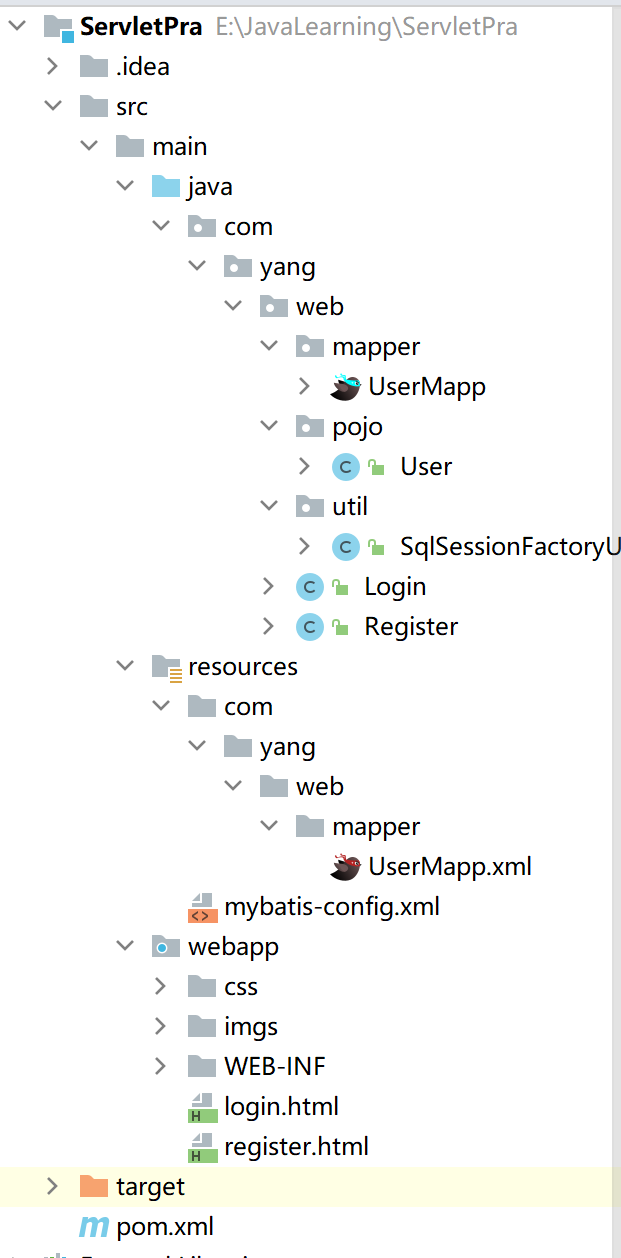 ServletPra E:\JavaLearning\ServletPra
.idea
src
main
java
com
yang
web
mapper
UserMapp
pojo
C User
util
C SqlSessionFactoryU
C Login
C Register
resources
com
yang
web
mapper
UserMapp.xml
<> mybatis-config.xml
webapp
css
imgs
WEB-INF
H login.html
H register.html
target
m pom.xml